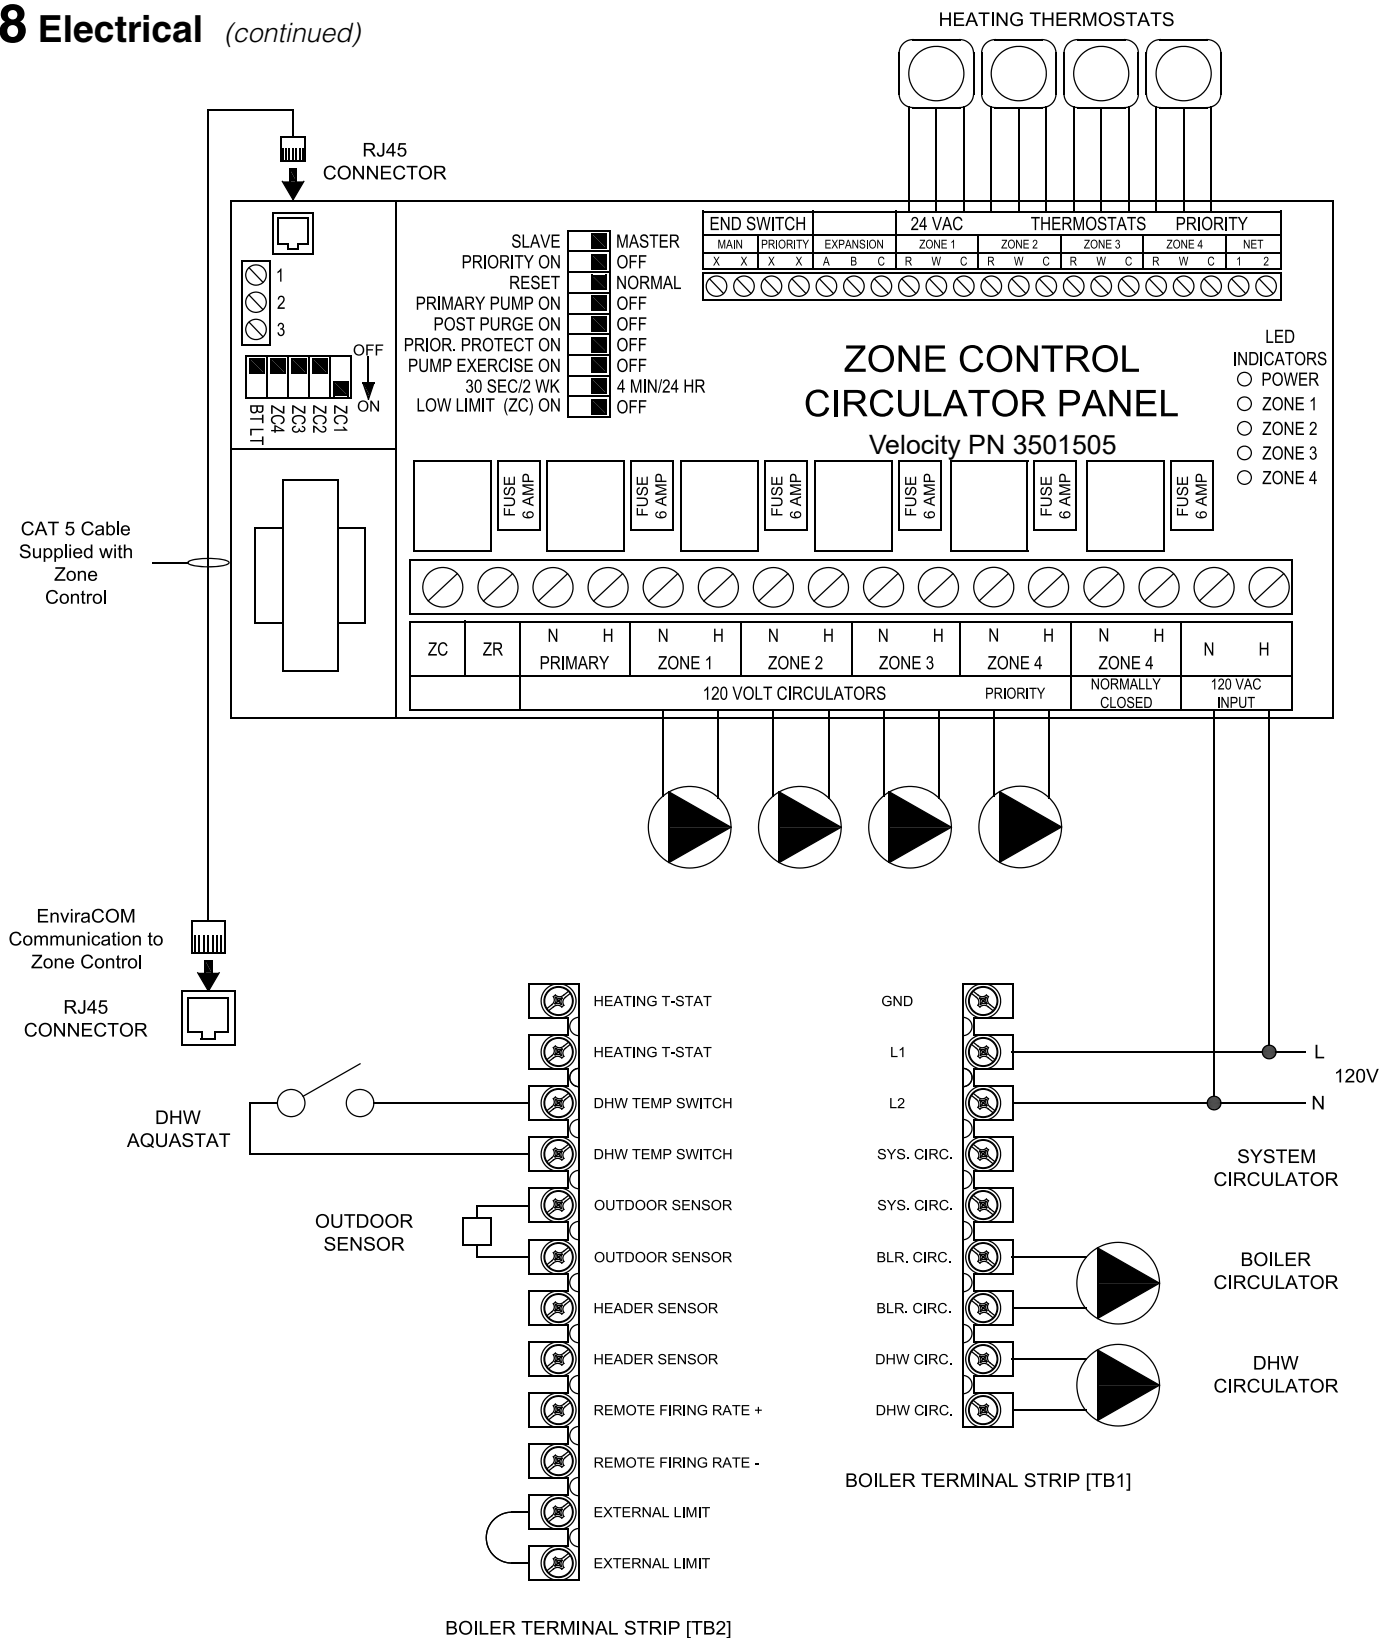 8 Electrical (continued)
HEATING THERMOSTATS
RJ45
CONNECTOR
END SWITCH 24 VAC THERMOSTATS PRIORITY
MAIN PRIORITY EXPANSION ZONE 1 ZONE 2 ZONE 3 ZONE 4 NET
X X X X A B C R W C R W C R W C R W C 1 2
SLAVE MASTER
PRIORITY ON OFF
RESET NORMAL
PRIMARY PUMP ON OFF
POST PURGE ON OFF
PRIOR. PROTECT ON OFF
PUMP EXERCISE ON OFF
30 SEC/2 WK 4 MIN/24 HR
LOW LIMIT (ZC) ON OFF
1
2
3
OFF
ON
BT LT
ZC4
ZC3
ZC2
ZC1
ZONE CONTROL
CIRCULATOR PANEL
Velocity PN 3501505
LED
INDICATORS
POWER
ZONE 1
ZONE 2
ZONE 3
ZONE 4
FUSE
6 AMP
FUSE
6 AMP
FUSE
6 AMP
FUSE
6 AMP
FUSE
6 AMP
FUSE
6 AMP
CAT 5 Cable
Supplied with
Zone
Control
ZC ZR N H N H N H N H N H N H N H
PRIMARY ZONE 1 ZONE 2 ZONE 3 ZONE 4 ZONE 4
120 VOLT CIRCULATORS PRIORITY NORMALLY
CLOSED
120 VAC
INPUT
EnviraCOM
Communication to
Zone Control
RJ45
CONNECTOR
DHW
AQUASTAT
OUTDOOR
SENSOR
HEATING T-STAT
HEATING T-STAT
DHW TEMP SWITCH
DHW TEMP SWITCH
OUTDOOR SENSOR
OUTDOOR SENSOR
HEADER SENSOR
HEADER SENSOR
REMOTE FIRING RATE +
REMOTE FIRING RATE -
EXTERNAL LIMIT
EXTERNAL LIMIT
BOILER TERMINAL STRIP [TB2]
GND
L1
L2
SYS. CIRC.
SYS. CIRC.
BLR. CIRC.
BLR. CIRC.
DHW CIRC.
DHW CIRC.
BOILER TERMINAL STRIP [TB1]
L
120V
N
SYSTEM
CIRCULATOR
BOILER
CIRCULATOR
DHW
CIRCULATOR